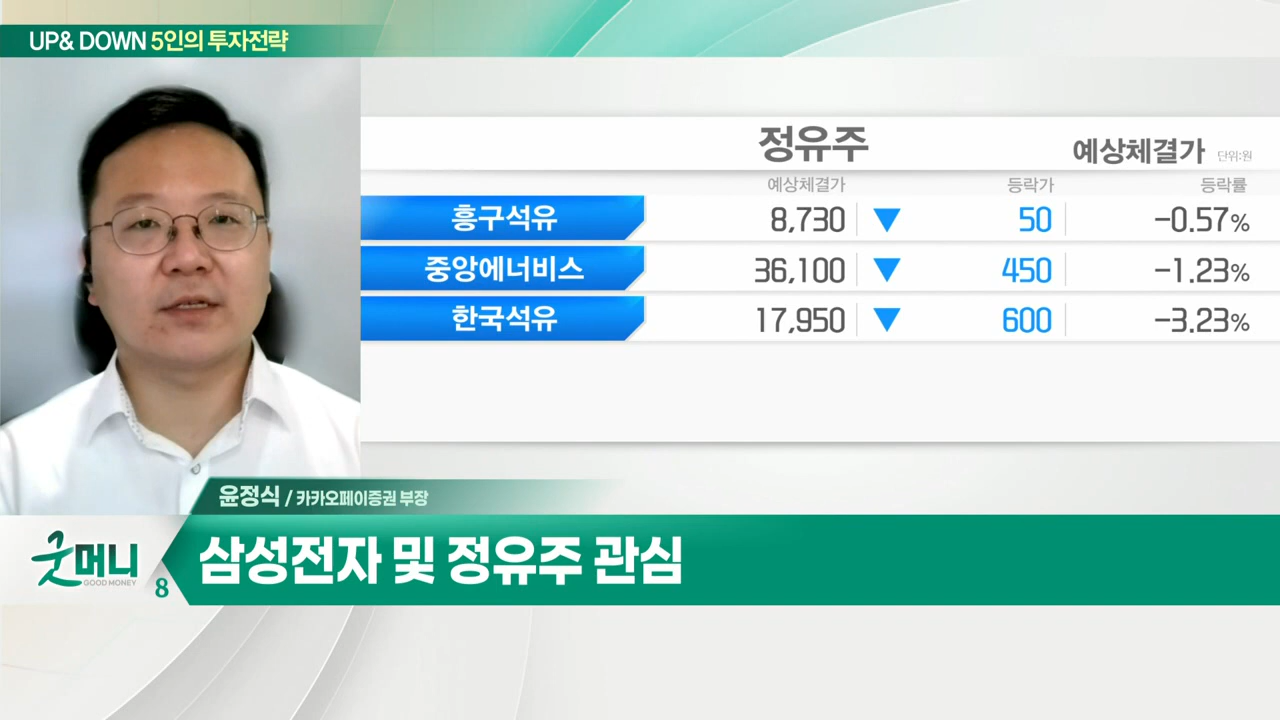 UP& DOWN 5인의 투자전략
정유주 예상체결가 단위:원
예상체결가 등락가 등락률
흥구석유 8,730 ▼ 50 -0.57%
중앙에너비스 36,100 ▼ 450 -1.23%
한국석유 17,950 ▼ 600 -3.23%
윤정식 / 카카오페이증권 부장
굿머니
GOOD MONEY
8
삼성전자 및 정유주 관심